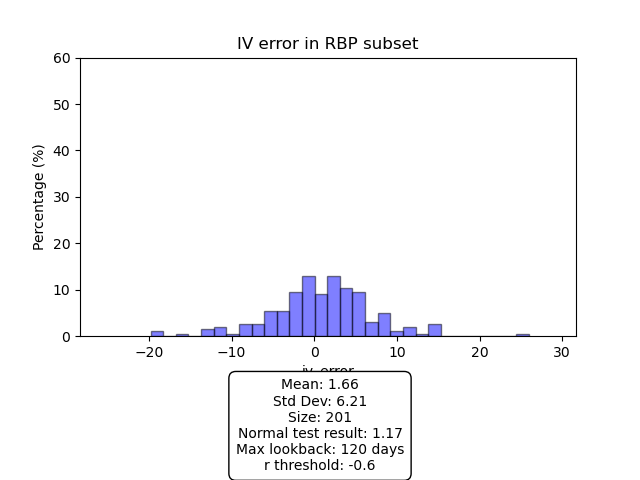 IV error in RBP subset
60
50
40
30
20
10
0
Percentage (%)
−20 −10 0 10 20 30
iv_error
Mean: 1.66
Std Dev: 6.21
Size: 201
Normal test result: 1.17
Max lookback: 120 days
r threshold: -0.6